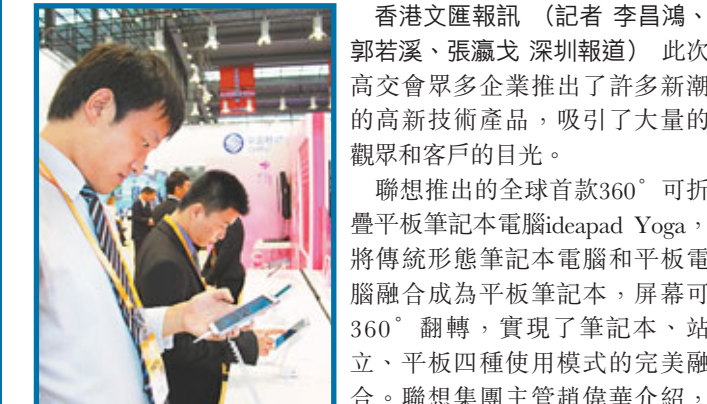 香港文匯報訊 （記者 李昌鴻、
郭若溪、張瀛戈 深圳報道） 此次
高交會眾多企業推出了許多新潮
的高新技術產品，吸引了大量的
觀眾和客戶的目光。
聯想推出的全球首款360°可折
疊平板筆記本電腦ideapad Yoga，
將傳統形態筆記本電腦和平板電
腦融合成為平板筆記本，屏幕可
360°翻轉，實現了筆記本、站
立、平板四種使用模式的完美融
合。聯想集團主管趙偉華介紹，